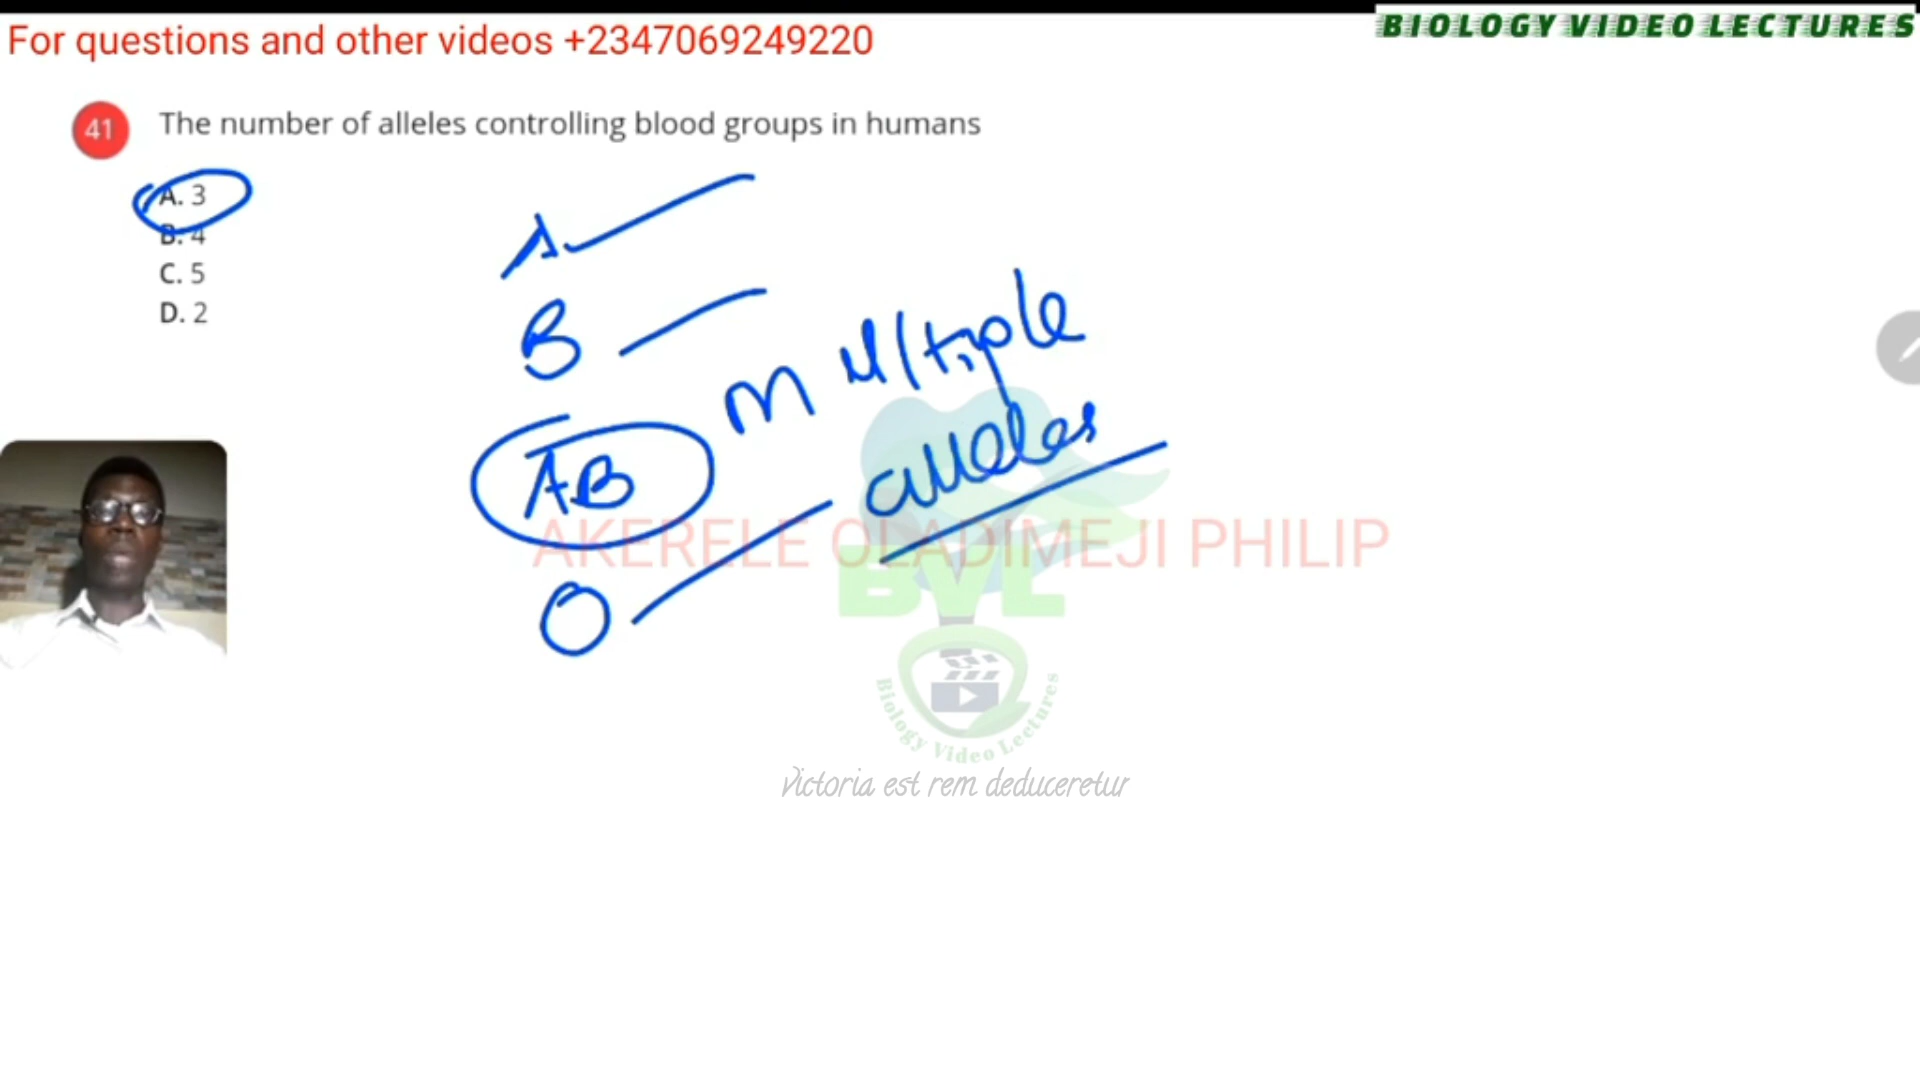 BIOLOGY VIDEO LECTURES
For questions and other videos +2347069249220
41 The number of alleles controlling blood groups in humans
A. 3
B. 4
C. 5
D. 2
A
B
AB
O
Multiple
alleles
AKERELE OLADIMEJI PHILIP
BVL
Biology Video Lectures
Victoria est rem deduceretur